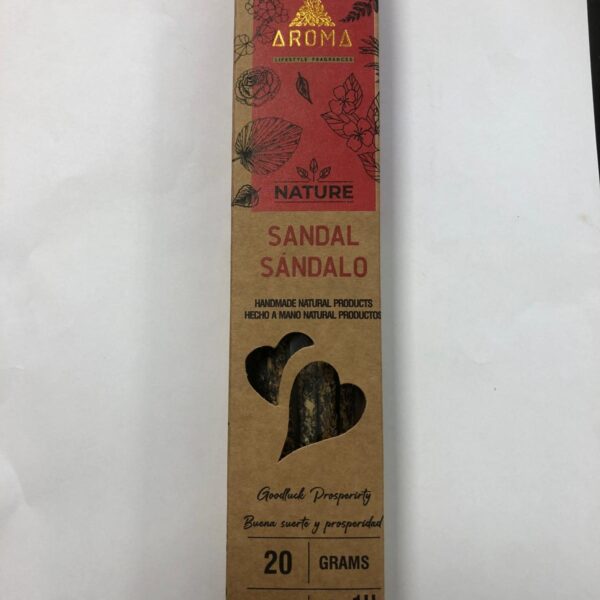 AROMA
LIFESTYLE FRAGRANCES
NATURE
SANDAL
SÁNDALO
HANDMADE NATURAL PRODUCTS
HECHO A MANO NATURAL PRODUCTOS
Goodluck Prosperirty
Buena suerte y prosperidad
20 GRAMS